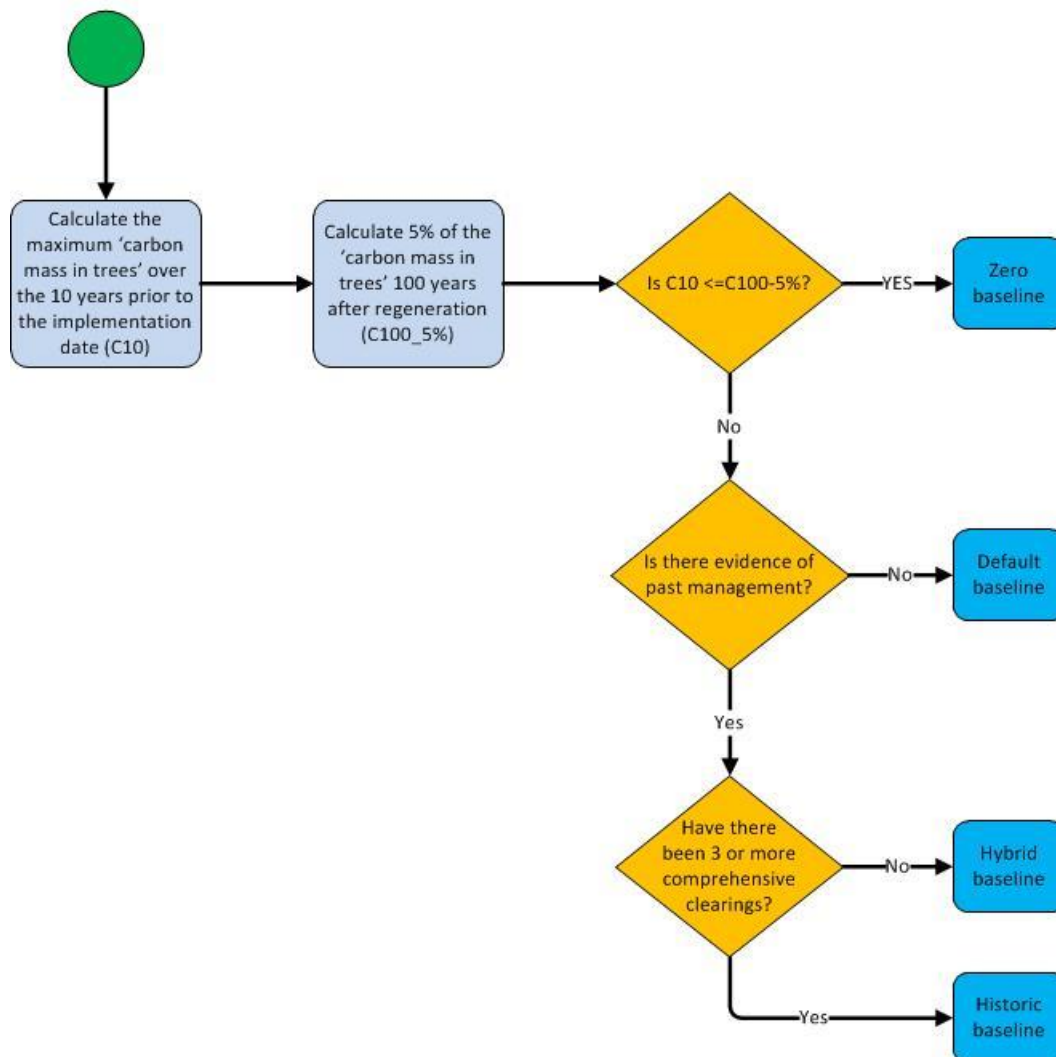 Calculate the
maximum ‘carbon
mass in trees’ over
the 10 years prior to
the implementation
date (C10)
Calculate 5% of the
‘carbon mass in
trees’ 100 years
after regeneration
(C100_5%)
Is C10 <=C100-5%?
YES
Zero
baseline
No
Is there evidence of
past management?
No
Default
baseline
Yes
Have there
been 3 or more
comprehensive
clearings?
No
Hybrid
baseline
Yes
Historic
baseline